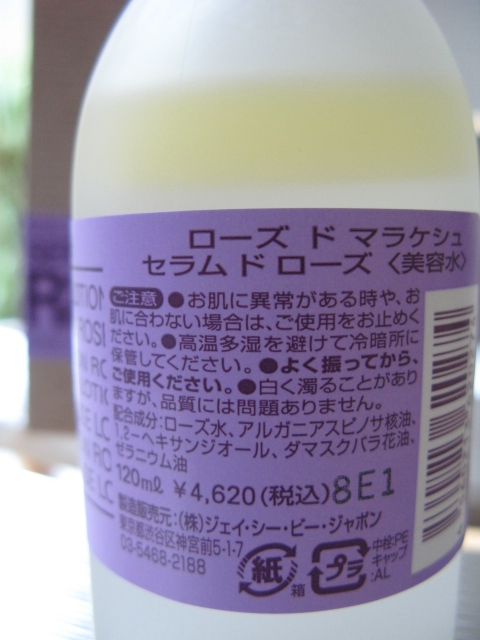 ローズ ド マラケシュ
セラム ド ローズ〈美容水〉
ご注意 ●お肌に異常がある時や、お
肌に合わない場合は、ご使用をお止めく
ださい。●高温多湿を避けて冷暗所に
保管してください。●よく振ってから、
ご使用ください。●白く濁ることがあり
ますが、品質には問題ありません。
配合成分:ローズ水、アルガニアスピノサ核油、
1,2-ヘキサンジオール、ダマスクバラ花油、
ゼラニウム油
120ml ¥4,620(税込)8E1
製造販売元:(株)ジェイ・シー・ビー・ジャポン
東京都渋谷区神宮前5-1-7
03-5468-2188
紙
箱
プラ
中栓:PE
キャップ
:AL